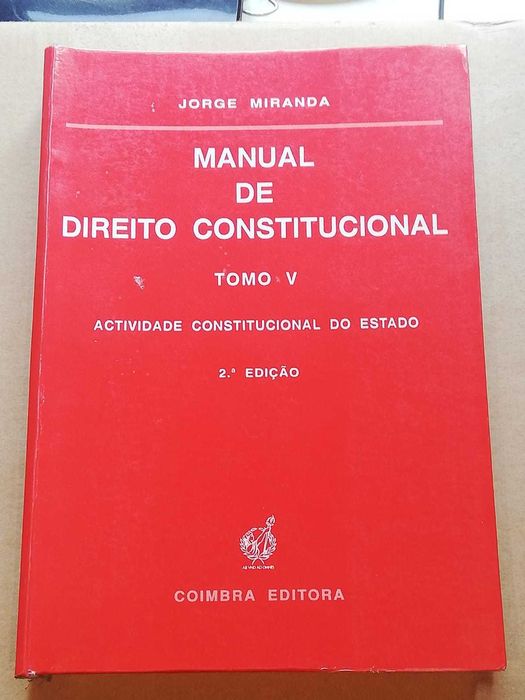 JORGE MIRANDA
MANUAL
DE
DIREITO CONSTITUCIONAL
TOMO V
ACTIVIDADE CONSTITUCIONAL DO ESTADO
2.ª EDIÇÃO
COIMBRA EDITORA